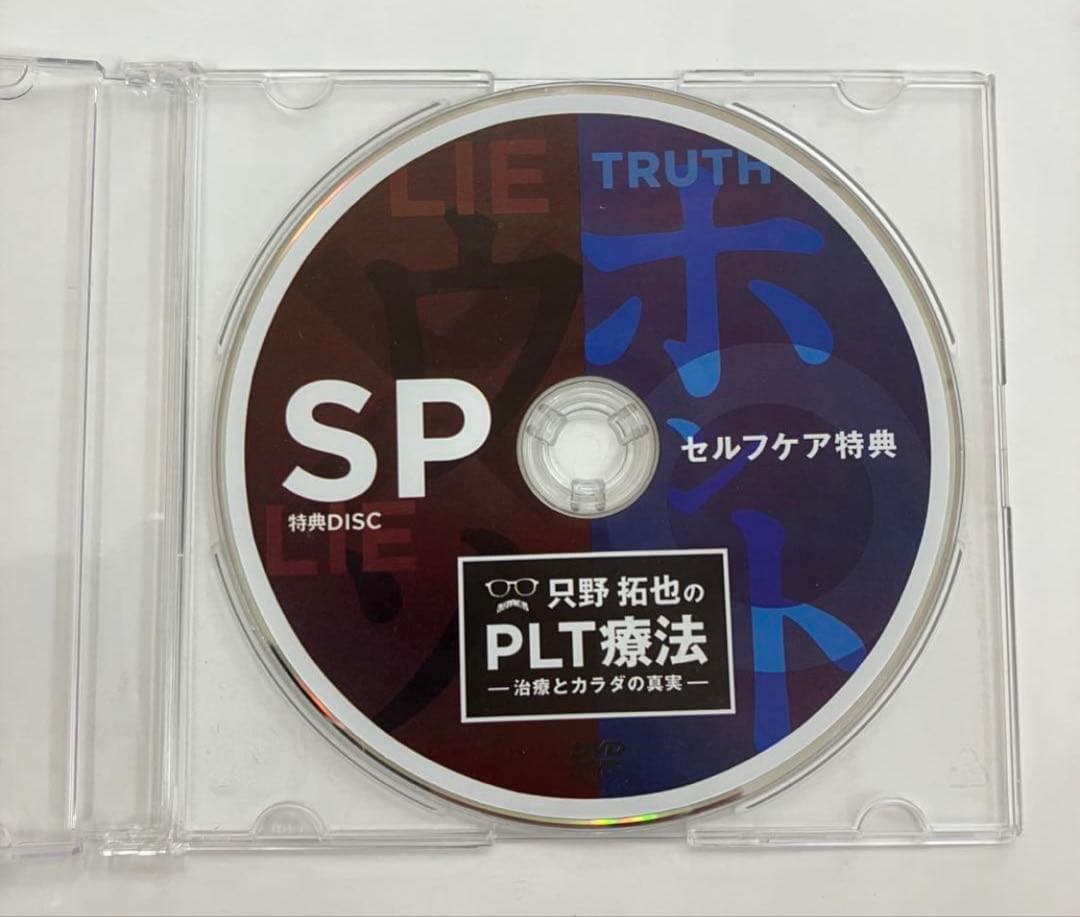 LIE
TRUTH
ウソ
ホント
SP
特典DISC
LIE
セルフケア特典
只野 拓也の
PLT療法
―治療とカラダの真実―
DVD